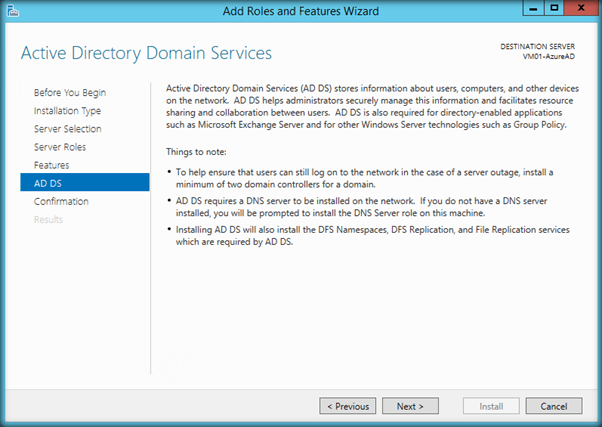 Add Roles and Features Wizard
Active Directory Domain Services
DESTINATION SERVER
VM01-AzureAD
Before You Begin
Installation Type
Server Selection
Server Roles
Features
AD DS
Confirmation
Results
Active Directory Domain Services (AD DS) stores information about users, computers, and other devices
on the network. AD DS helps administrators securely manage this information and facilitates resource
sharing and collaboration between users. AD DS is also required for directory-enabled applications
such as Microsoft Exchange Server and for other Windows Server technologies such as Group Policy.
Things to note:
• To help ensure that users can still log on to the network in the case of a server outage, install a
minimum of two domain controllers for a domain.
• AD DS requires a DNS server to be installed on the network. If you do not have a DNS server
installed, you will be prompted to install the DNS Server role on this machine.
• Installing AD DS will also install the DFS Namespaces, DFS Replication, and File Replication services
which are required by AD DS.
< Previous
Next >
Install
Cancel